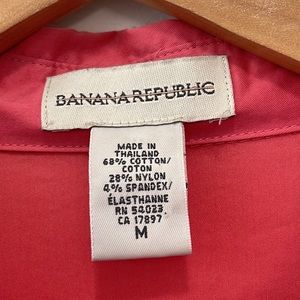 BANANA REPUBLIC
MADE IN
THAILAND
68% COTTON/
COTON
28% NYLON
4% SPANDEX/
ÉLASTHANNE
RN 54023
CA 17897
M